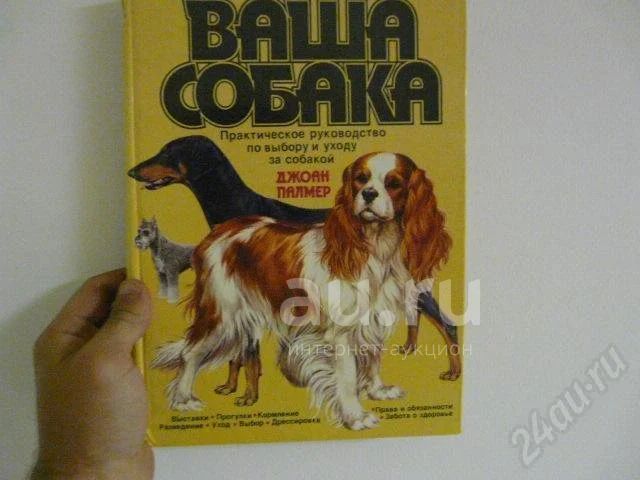 ВАША
СОБАКА
Практическое руководство
по выбору и уходу
за собакой
ДЖОАН
ПАЛМЕР
au.ru
интернет-аукцион
Выставки • Прогулки • Кормление
Разведение • Уход • Выбор • Дрессировка
• Права и обязанности
• Забота о здоровье
24au.ru